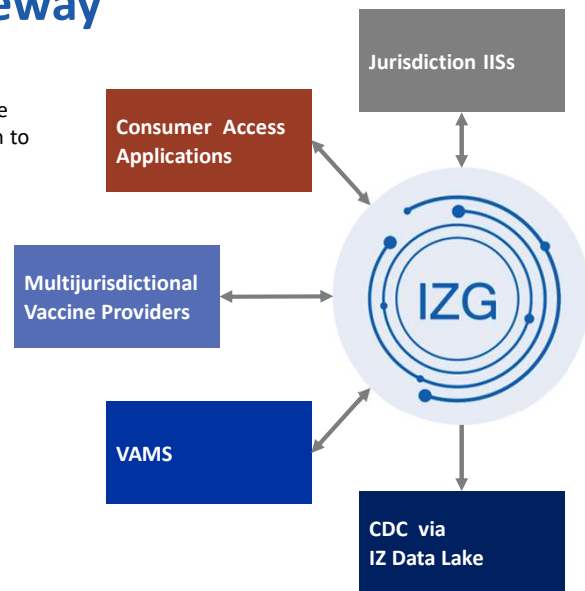 eway
e
n to
Jurisdiction IISs
Consumer Access
Applications
IZG
Multijurisdictional
Vaccine Providers
VAMS
CDC via
IZ Data Lake